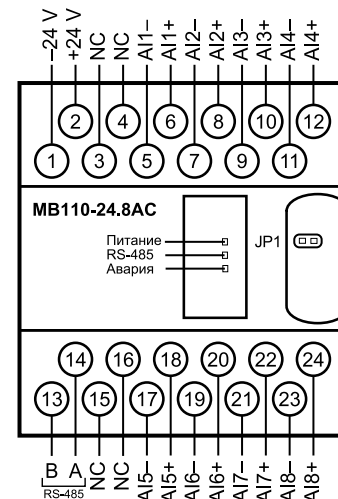 –24 V
+24 V
NC
NC
AI1–
AI1+
AI2–
AI2+
AI3–
AI3+
AI4–
AI4+
2
4
6
8
10
12
1
3
5
7
9
11
МВ110-24.8АС
Питание
RS-485
Авария
JP1
14
16
18
20
22
24
13
15
17
19
21
23
B
A
NC
NC
AI5–
AI5+
AI6–
AI6+
AI7–
AI7+
AI8–
AI8+
RS-485